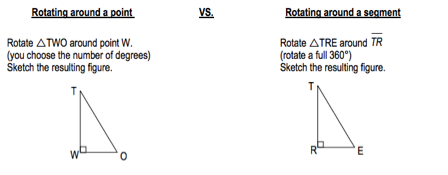 Rotating around a point VS. Rotating around a segment
Rotate △TWO around point W.
(you choose the number of degrees)
Sketch the resulting figure.
Rotate △TRE around T̅R̅
(rotate a full 360°)
Sketch the resulting figure.
T
W
O
T
R
E